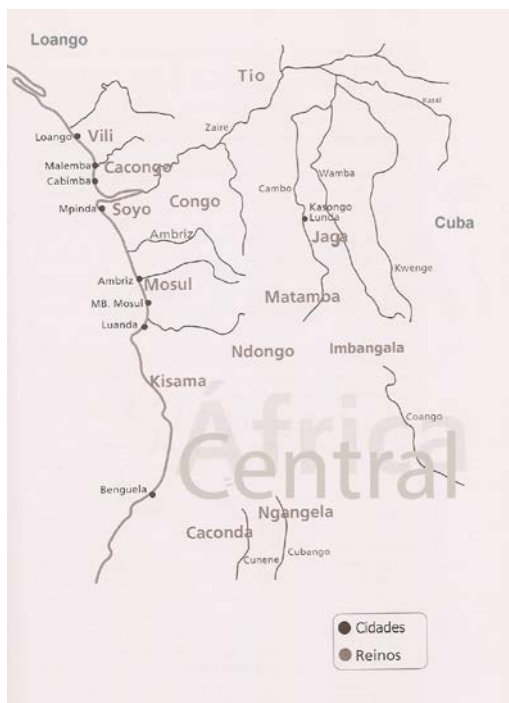 Loango
Tio
Kasai
Zaire
Loango
Vili
Malemba
Cacongo
Cabimba
Wamba
Cambo
Congo
Mpinda
Soyo
Kasongo
Lunda
Cuba
Ambriz
Jaga
Kwenge
Ambriz
Mosul
MB. Mosul
Matamba
Luanda
Ndongo
Imbangala
Kisama
África
Central
Coango
Benguela
Ngangela
Caconda
Cunene
Cubango
Cidades
Reinos